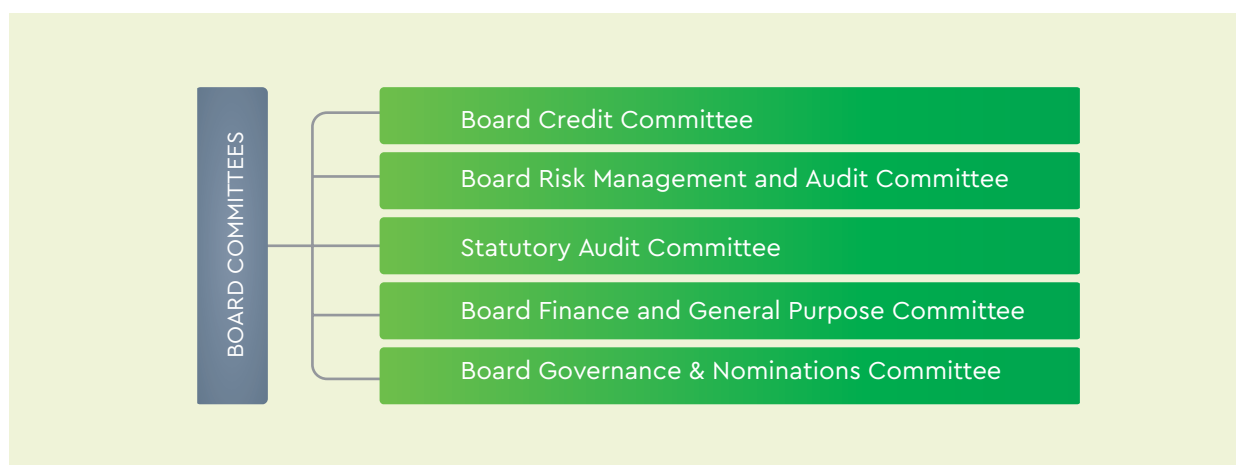 BOARD COMMITTEES
Board Credit Committee
Board Risk Management and Audit Committee
Statutory Audit Committee
Board Finance and General Purpose Committee
Board Governance & Nominations Committee